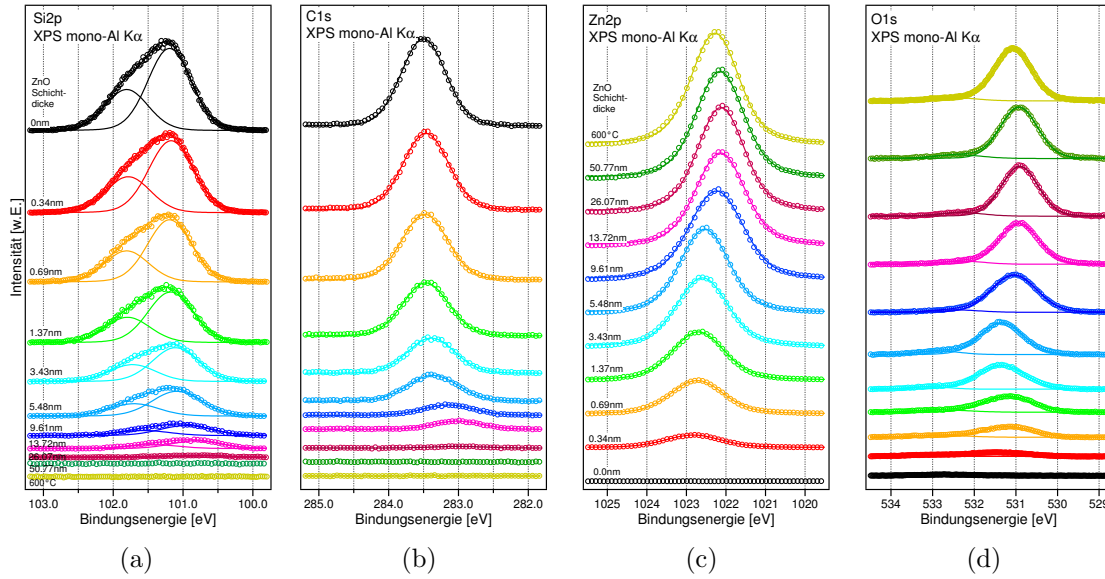 Si2p
XPS mono-Al Kα
ZnO
Schicht-
dicke
0nm
0.34nm
0.69nm
1.37nm
3.43nm
5.48nm
9.61nm
13.72nm
26.07nm
50.77nm
600°C
Intensität [w.E.]
103.0 102.0 101.0 100.0
Bindungsenergie [eV]
(a)
C1s
XPS mono-Al Kα
285.0 284.0 283.0 282.0
Bindungsenergie [eV]
(b)
Zn2p
XPS mono-Al Kα
ZnO
Schicht-
dicke
600°C
50.77nm
26.07nm
13.72nm
9.61nm
5.48nm
3.43nm
1.37nm
0.69nm
0.34nm
0.0nm
1025 1024 1023 1022 1021 1020
Bindungsenergie [eV]
(c)
O1s
XPS mono-Al Kα
534 533 532 531 530 529
Bindungsenergie [eV]
(d)